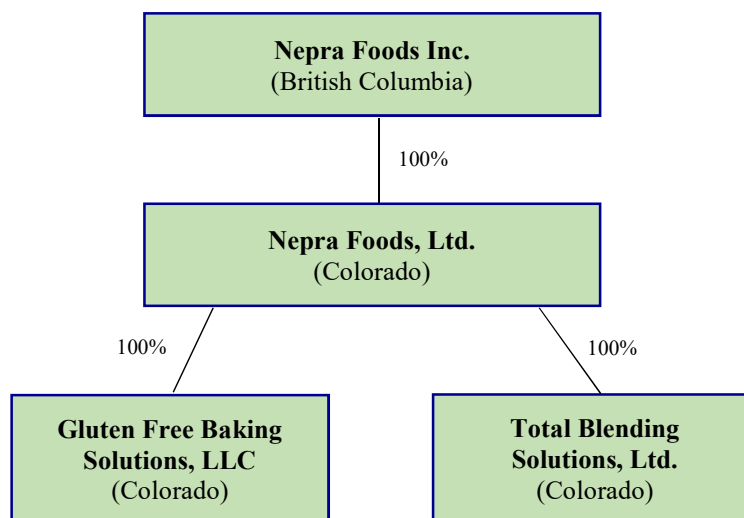 Nepra Foods Inc.
(British Columbia)
100%
Nepra Foods, Ltd.
(Colorado)
100%
100%
Gluten Free Baking
Solutions, LLC
(Colorado)
Total Blending
Solutions, Ltd.
(Colorado)